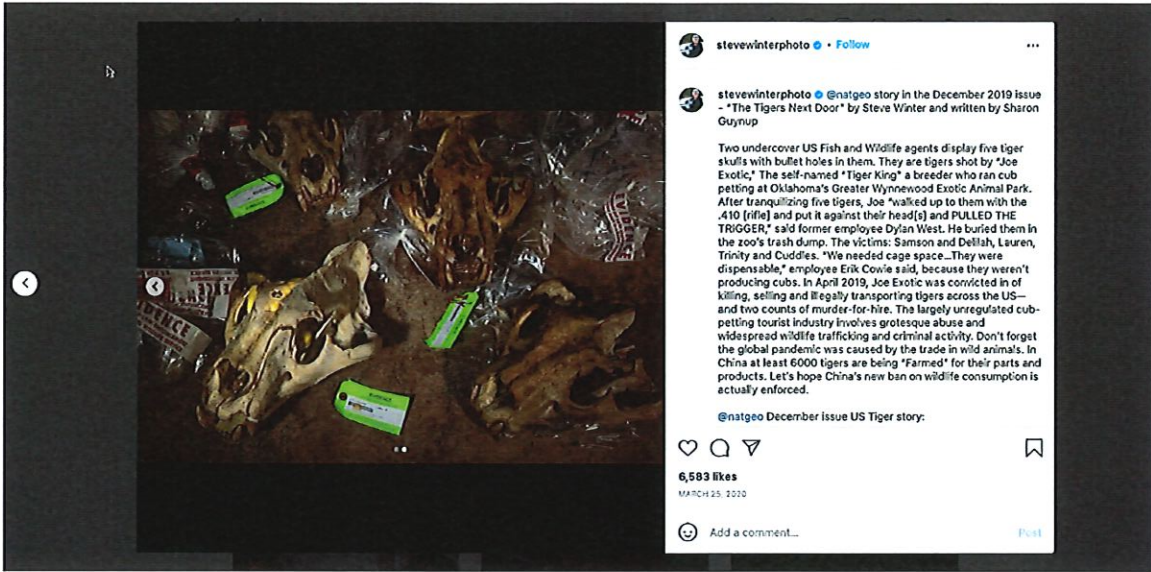 stevewinterphoto • Follow
stevewinterphoto @natgeo story in the December 2019 issue
- "The Tigers Next Door" by Steve Winter and written by Sharon
Guynup
Two undercover US Fish and Wildlife agents display five tiger
skulls with bullet holes in them. They are tigers shot by "Joe
Exotic," The self-named "Tiger King" a breeder who ran cub
petting at Oklahoma's Greater Wynnewood Exotic Animal Park.
After tranquilizing five tigers, Joe "walked up to them with the
.410 [rifle] and put it against their head[s] and PULLED THE
TRIGGER," said former employee Dylan West. He buried them in
the zoo's trash dump. The victims: Samson and Delilah, Lauren,
Trinity and Cuddles. "We needed cage space...They were
dispensable," employee Erik Cowie said, because they weren't
producing cubs. In April 2019, Joe Exotic was convicted in of
killing, selling and illegally transporting tigers across the US—
and two counts of murder-for-hire. The largely unregulated cub-
petting tourist industry involves grotesque abuse and
widespread wildlife trafficking and criminal activity. Don't forget
the global pandemic was caused by the trade in wild animals. In
China at least 6000 tigers are being "Farmed" for their parts and
products. Let's hope China's new ban on wildlife consumption is
actually enforced.
@natgeo December issue US Tiger story:
6,583 likes
MARCH 25, 2020
Add a comment...
Post
EVIDENCE